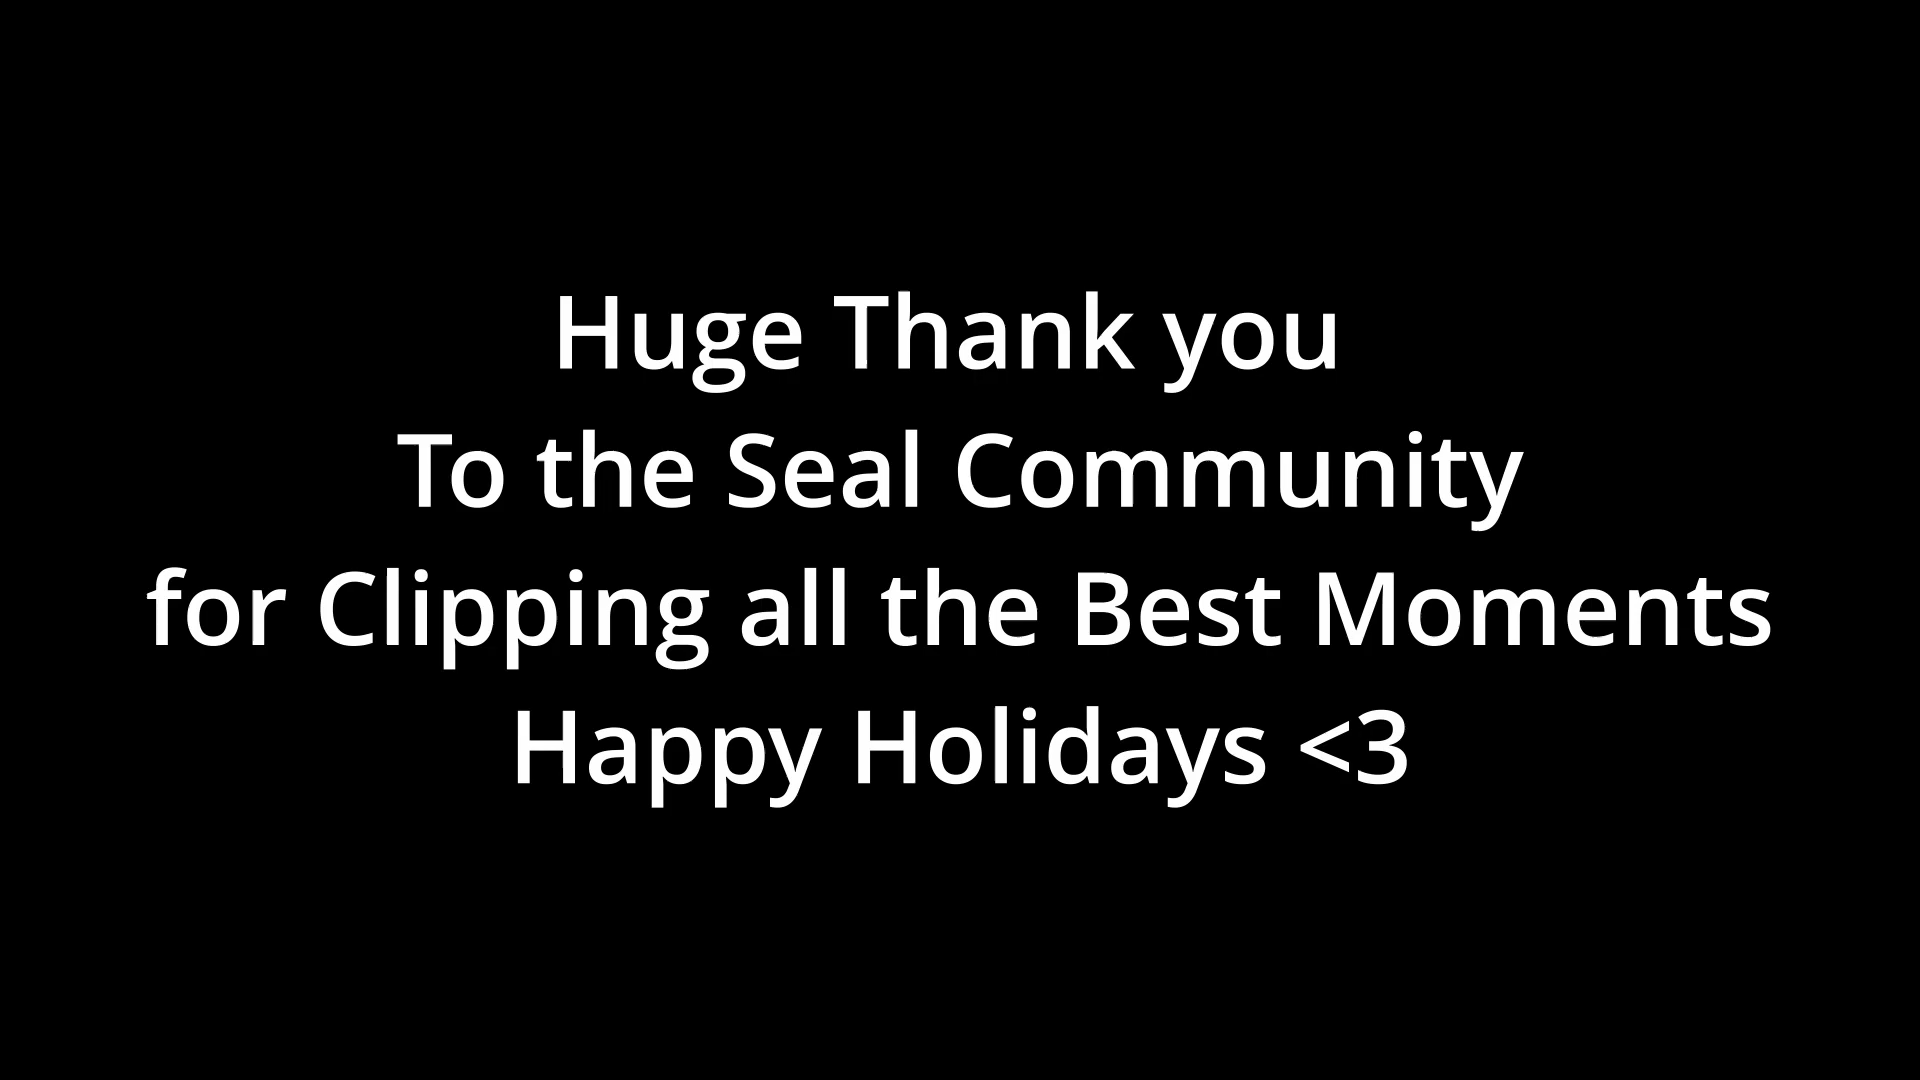 Huge Thank you
To the Seal Community
for Clipping all the Best Moments
Happy Holidays <3